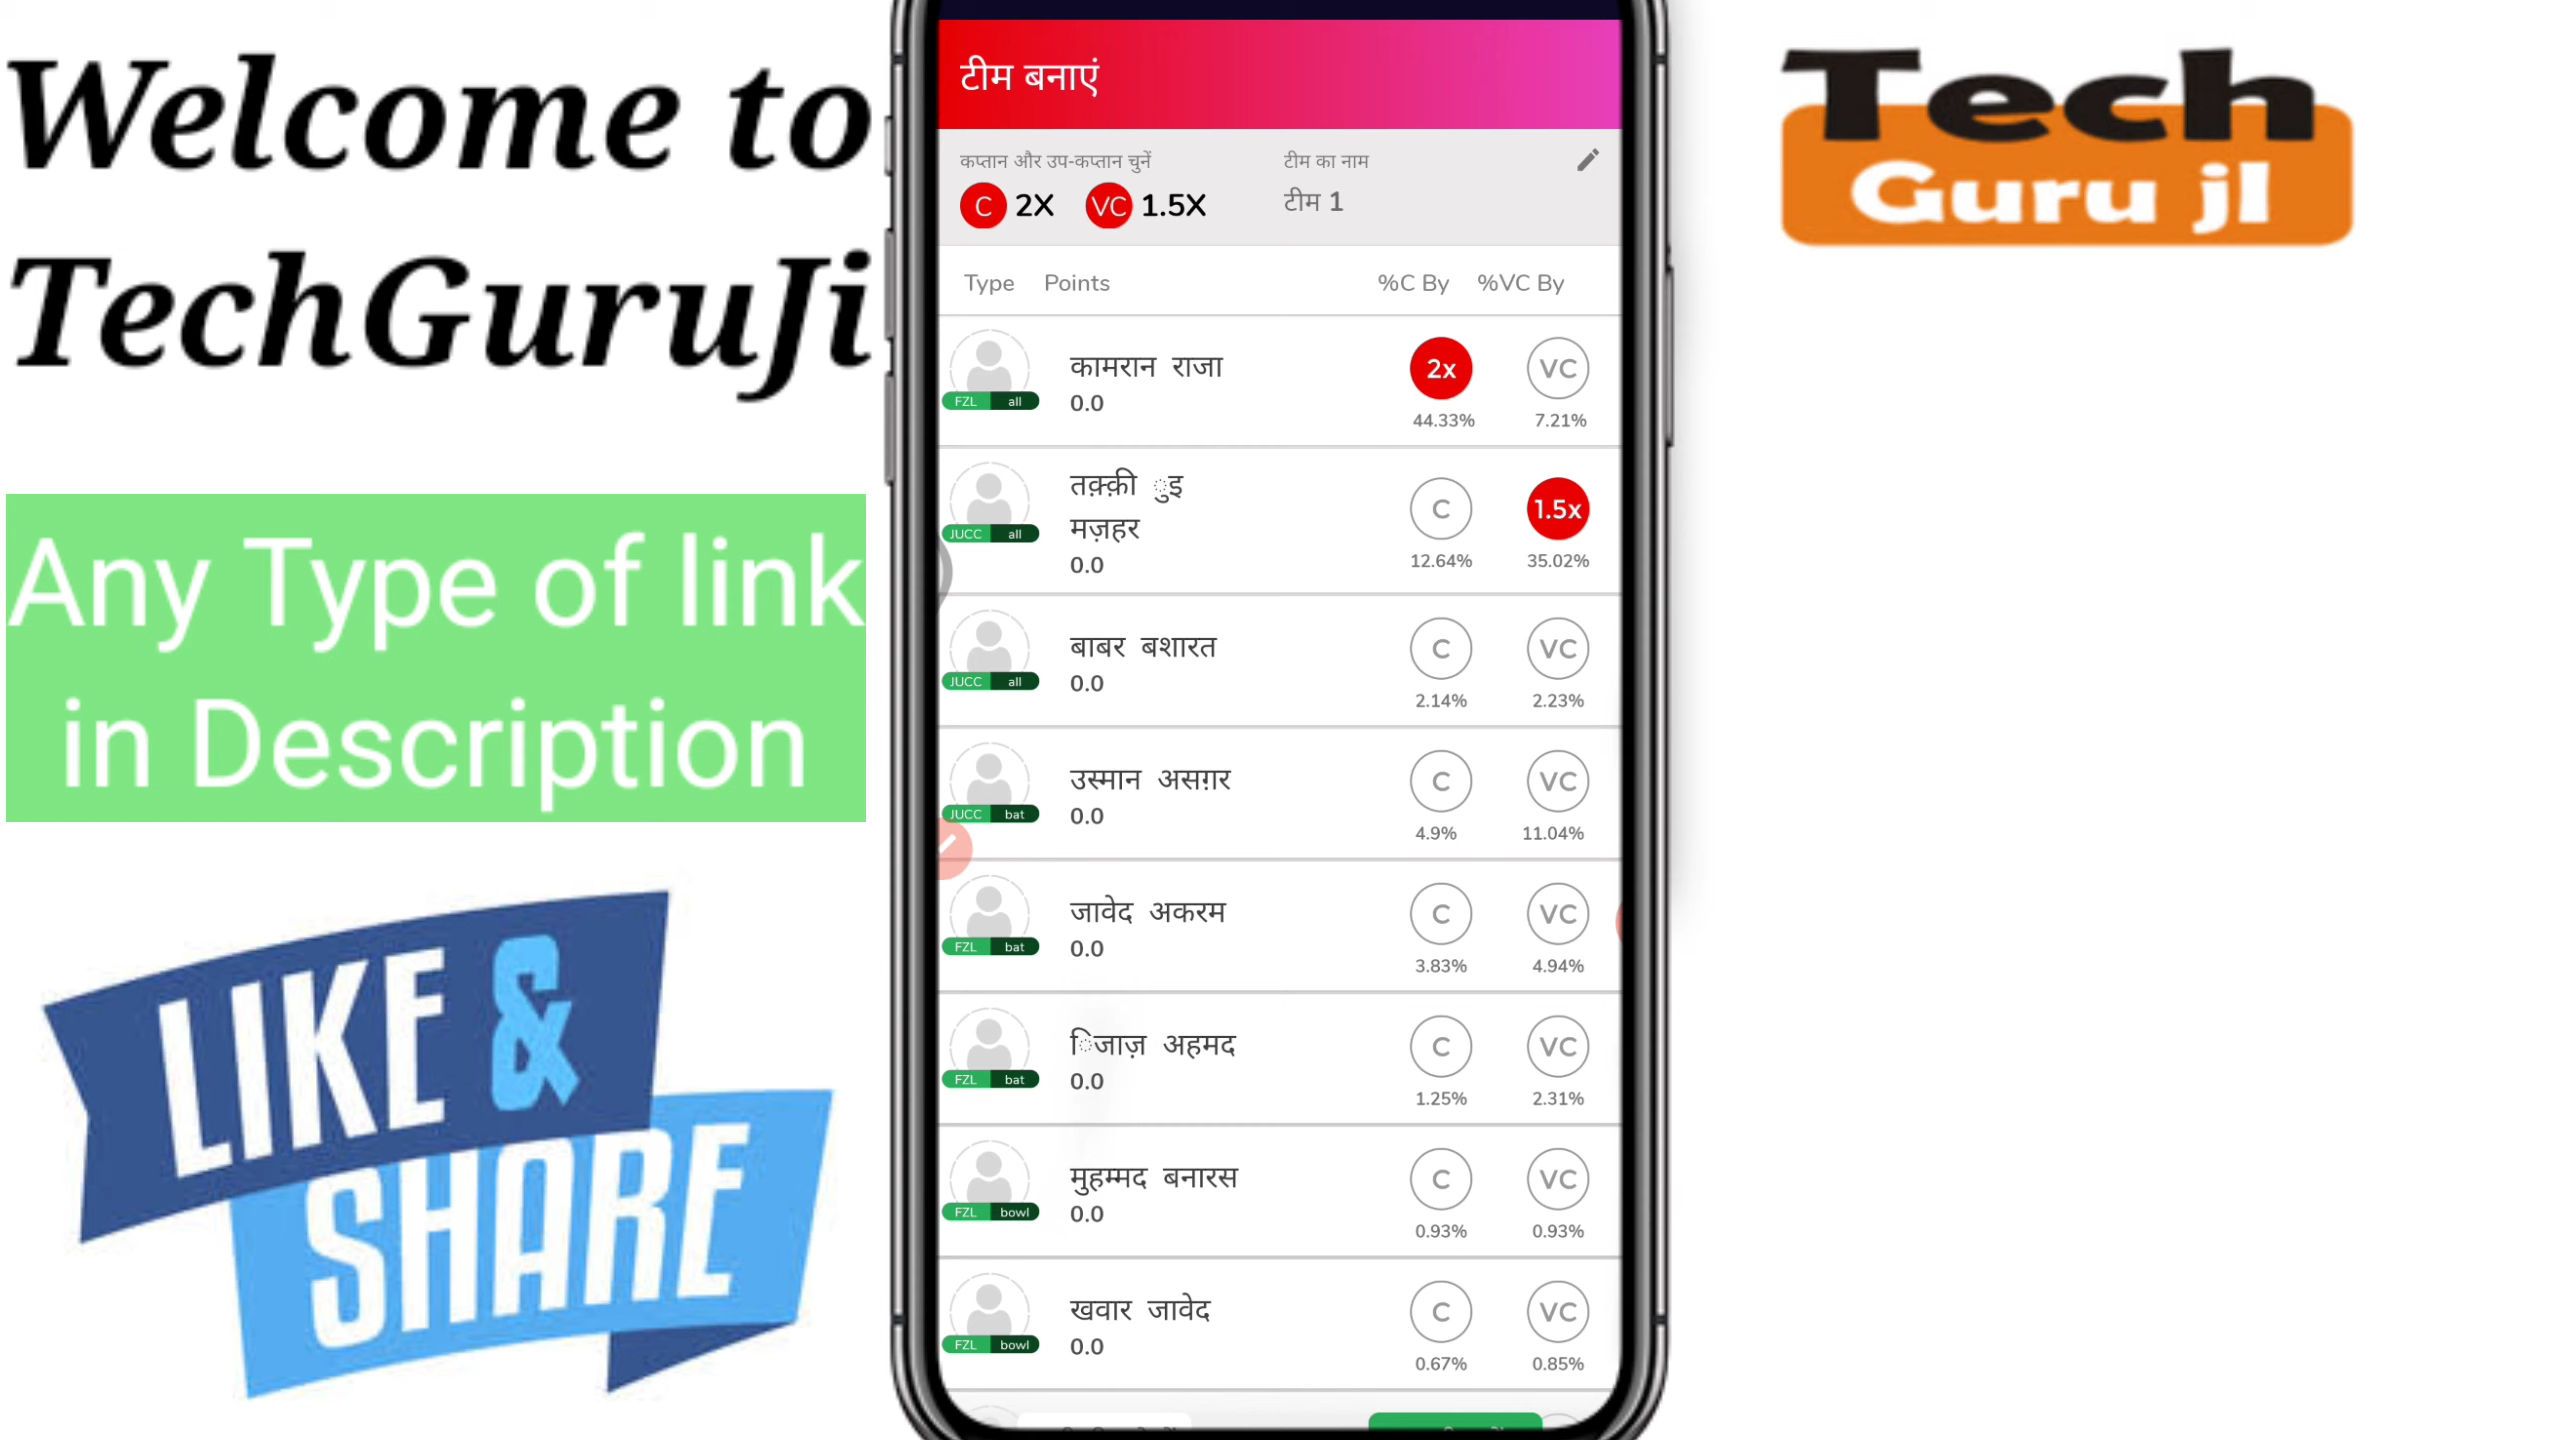 Welcome to
TechGuruJi
Any Type of link
in Description
LIKE &
SHARE
टीम बनाएं
कप्तान और उप-कप्तान चुनें
C 2X VC 1.5X
टीम का नाम
टीम 1
Type Points %C By %VC By
कामरान राजा
0.0
FZL all
2x VC
44.33% 7.21%
तक़्क़ी ुइ
मज़हर
0.0
JUCC all
C 1.5x
12.64% 35.02%
बाबर बशारत
0.0
JUCC all
C VC
2.14% 2.23%
उस्मान असग़र
0.0
JUCC bat
C VC
4.9% 11.04%
जावेद अकरम
0.0
FZL bat
C VC
3.83% 4.94%
िजाज़ अहमद
0.0
FZL bat
C VC
1.25% 2.31%
मुहम्मद बनारस
0.0
FZL bowl
C VC
0.93% 0.93%
खवार जावेद
0.0
FZL bowl
C VC
0.67% 0.85%
Tech
Guru jI